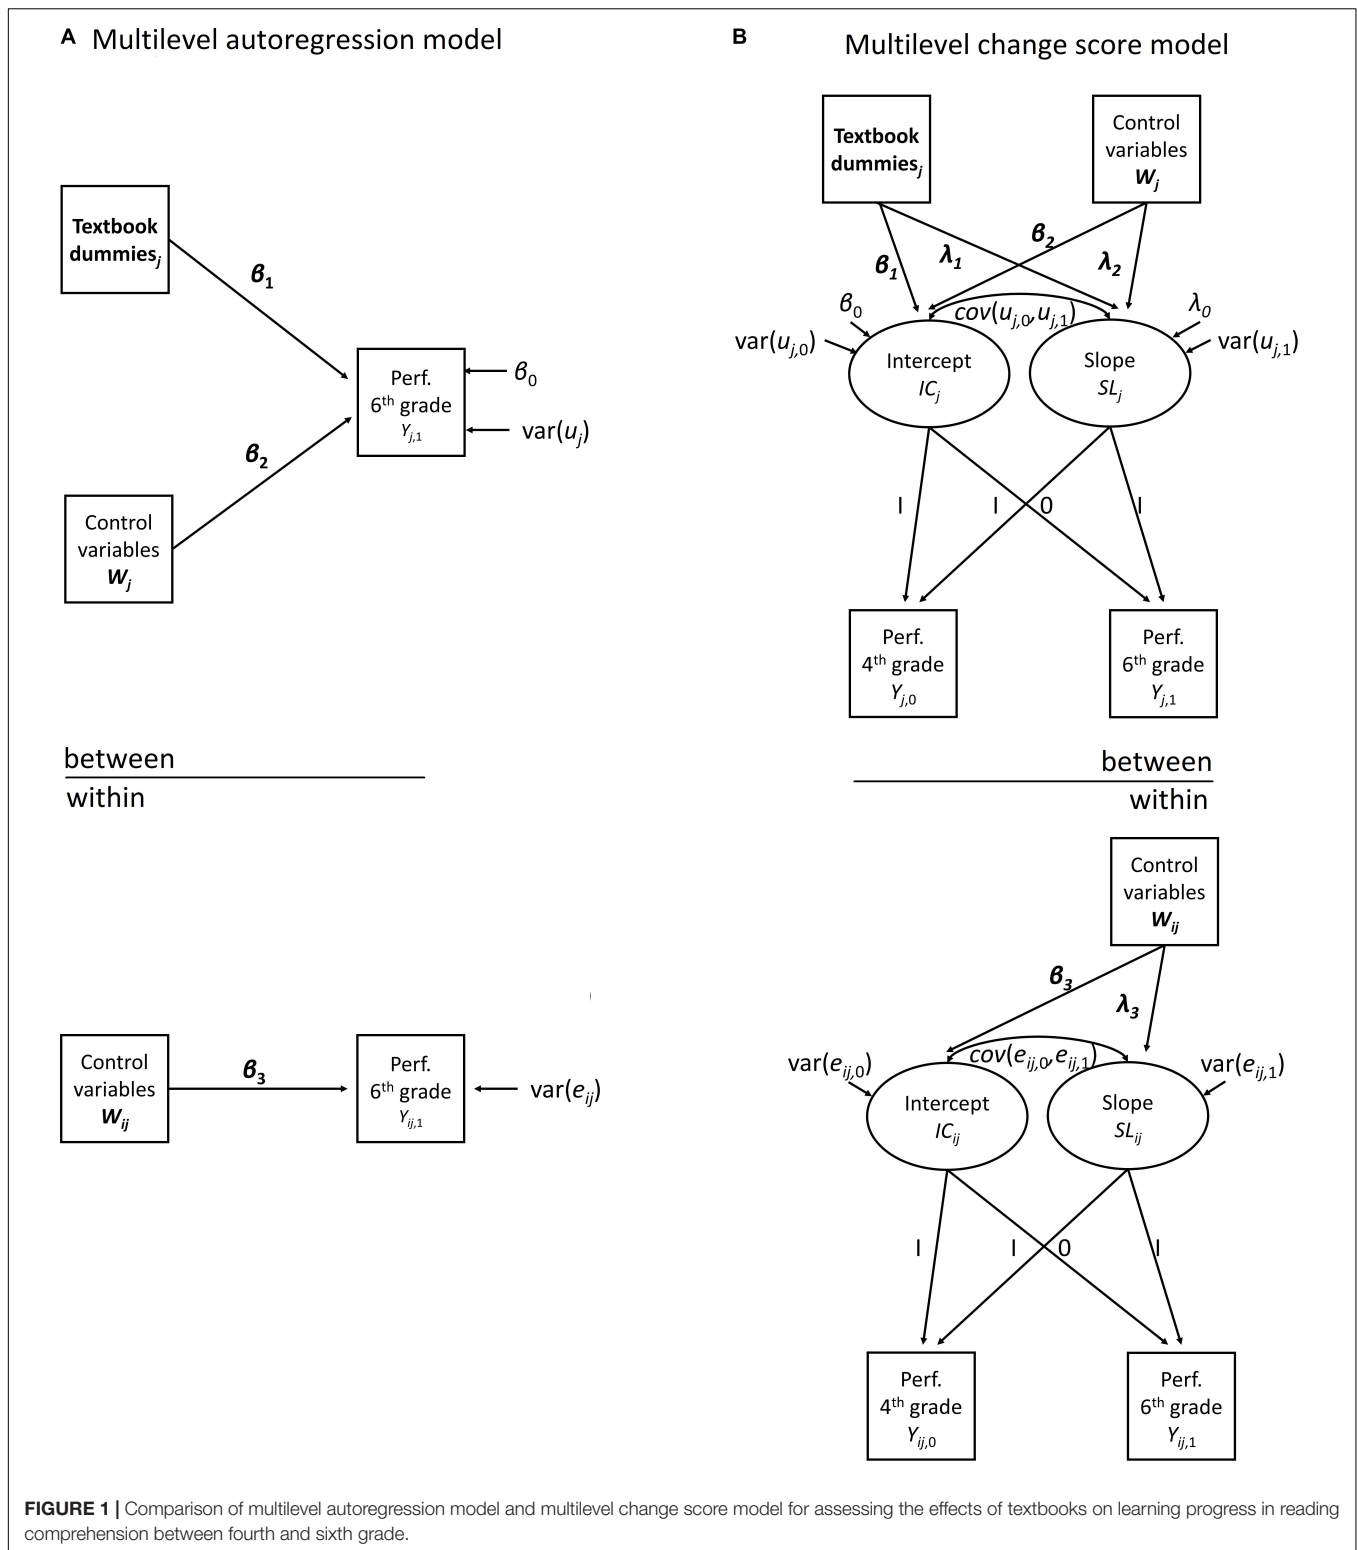 A Multilevel autoregression model
Textbook
dummiesj
β1
Perf.
6th grade
Yj,1
β0
var(uj)
β2
Control
variables
Wj
between
within
Control
variables
Wij
β3
Perf.
6th grade
Yij,1
var(eij)
B Multilevel change score model
Textbook
dummiesj
Control
variables
Wj
β1
λ1
β2
λ2
β0
cov(uj,0,uj,1)
λ0
var(uj,0)
var(uj,1)
Intercept
ICj
Slope
SLj
I I 0 I
Perf.
4th grade
Yj,0
Perf.
6th grade
Yj,1
between
within
Control
variables
Wij
β3
λ3
var(eij,0)
cov(eij,0,eij,1)
var(eij,1)
Intercept
ICij
Slope
SLij
I I 0 I
Perf.
4th grade
Yij,0
Perf.
6th grade
Yij,1
FIGURE 1 | Comparison of multilevel autoregression model and multilevel change score model for assessing the effects of textbooks on learning progress in reading
comprehension between fourth and sixth grade.